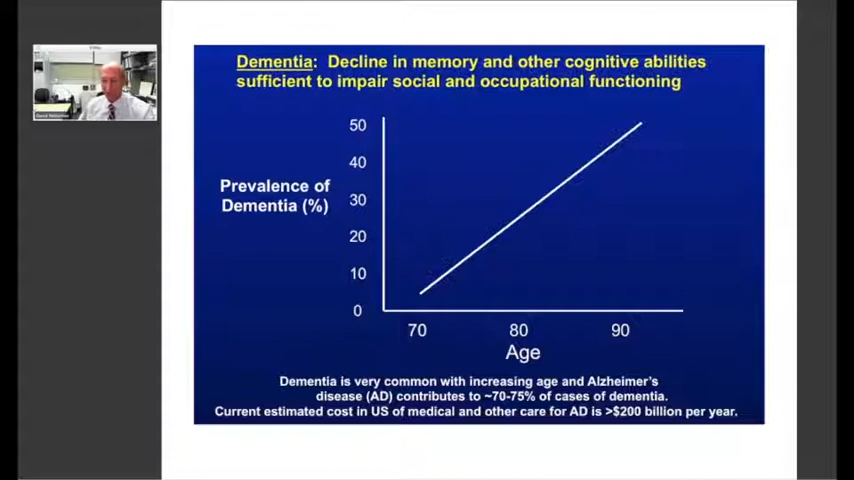 Dementia: Decline in memory and other cognitive abilities
sufficient to impair social and occupational functioning
Prevalence of
Dementia (%)
50
40
30
20
10
0
70 80 90
Age
Dementia is very common with increasing age and Alzheimer's
disease (AD) contributes to ~70-75% of cases of dementia.
Current estimated cost in US of medical and other care for AD is >$200 billion per year.